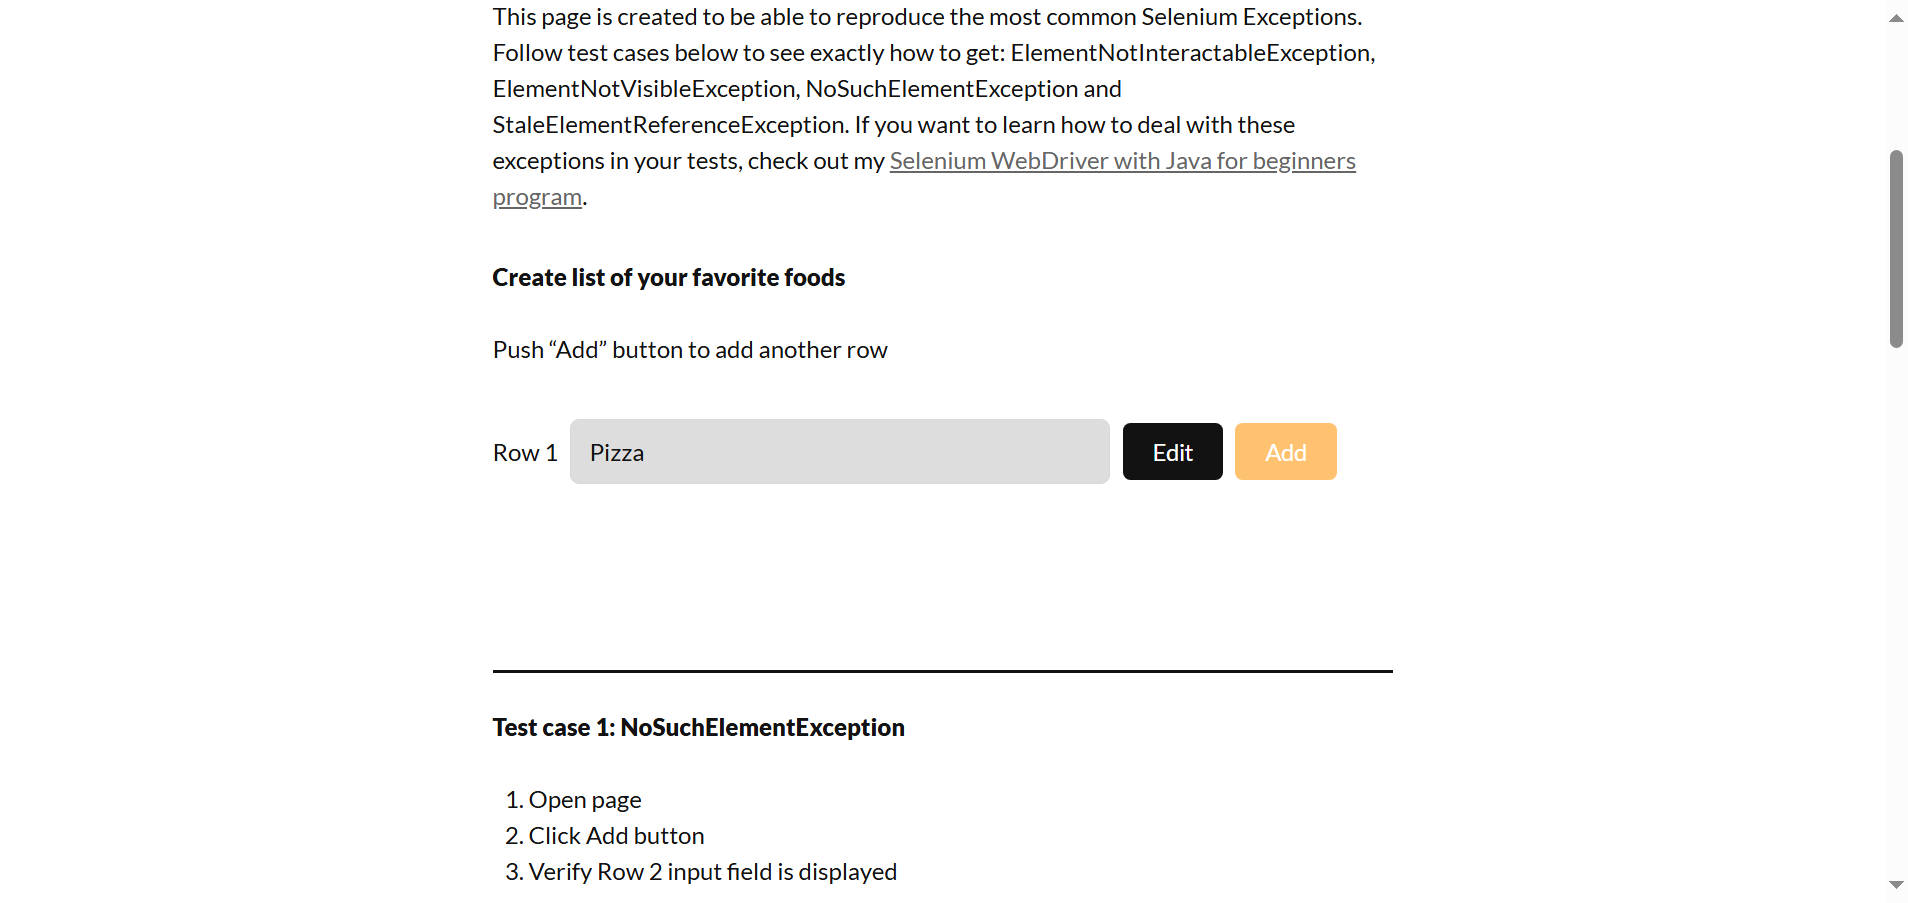 This page is created to be able to reproduce the most common Selenium Exceptions.
Follow test cases below to see exactly how to get: ElementNotInteractableException,
ElementNotVisibleException, NoSuchElementException and
StaleElementReferenceException. If you want to learn how to deal with these
exceptions in your tests, check out my Selenium WebDriver with Java for beginners
program.
Create list of your favorite foods
Push “Add” button to add another row
Row 1 Pizza Edit Add
Test case 1: NoSuchElementException
1. Open page
2. Click Add button
3. Verify Row 2 input field is displayed